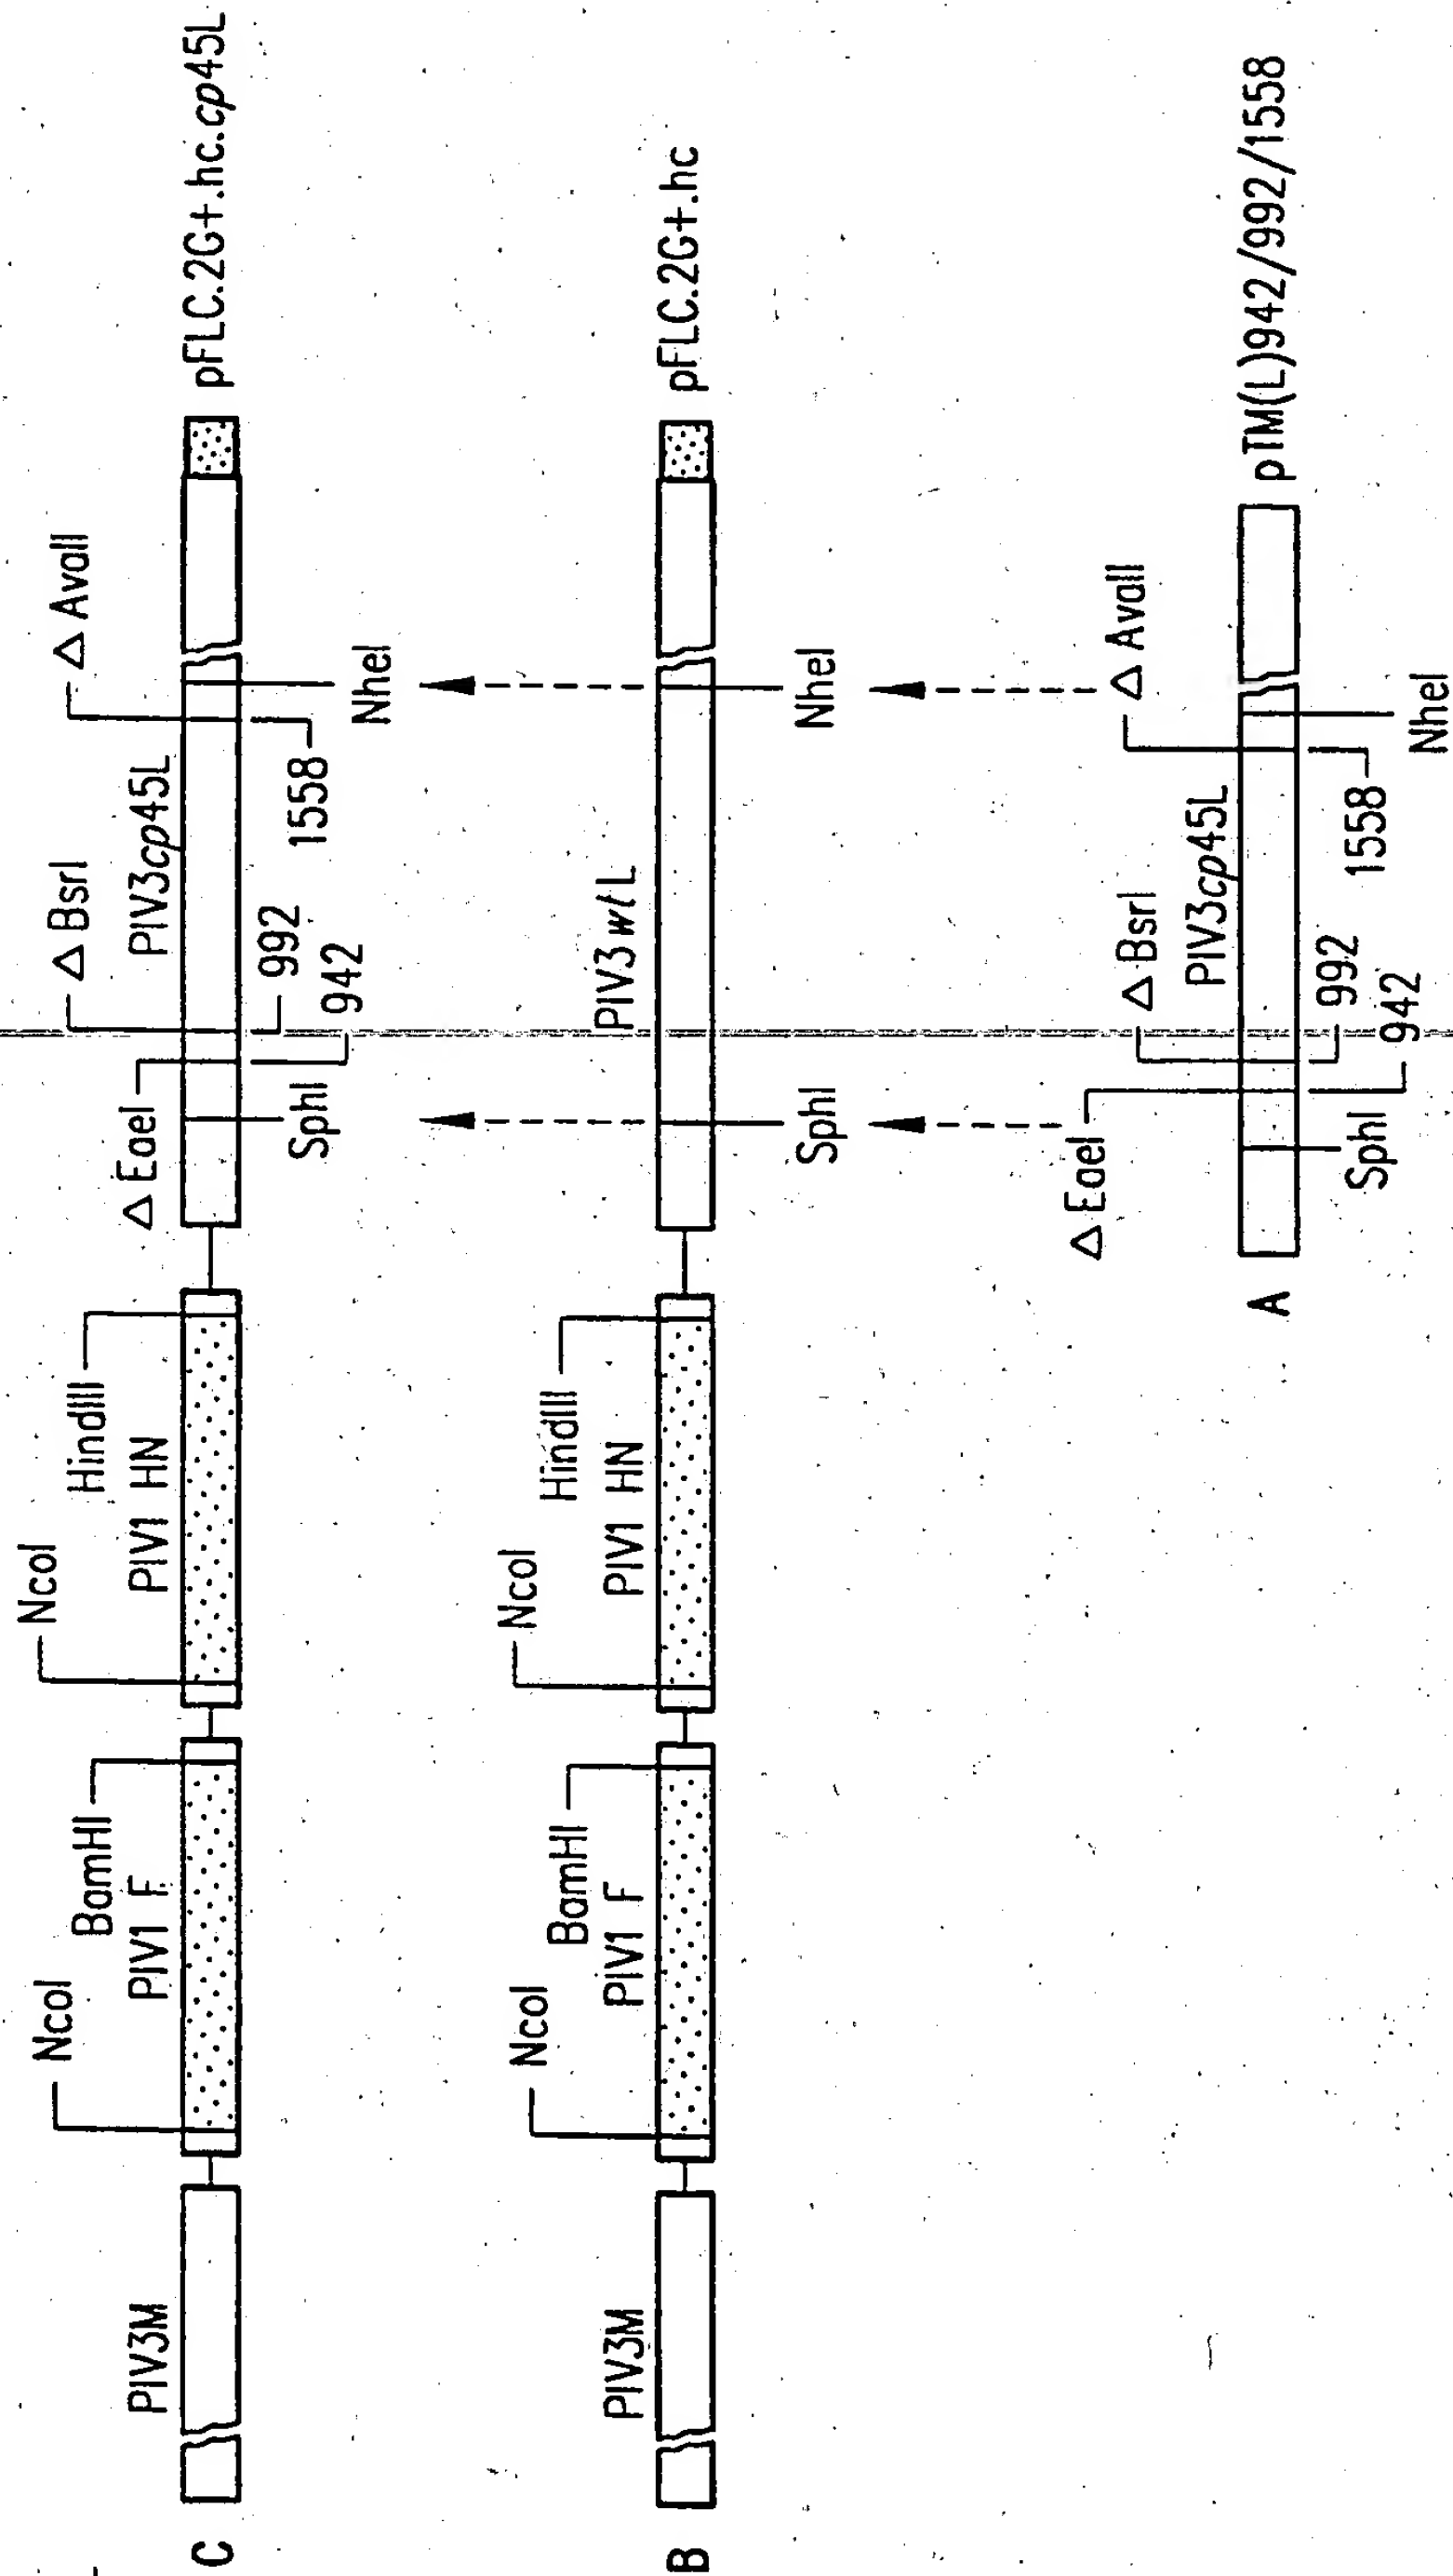 NcoI
NcoI
Δ BsrI
Δ AvaII
BamHI
HindIII
Δ EaeI
C
PIV3M
PIV1 F
PIV1 HN
PIV3cp45L
pFLC.2G+.hc.cp45L
992
942
1558
SphI
NheI
NcoI
NcoI
BamHI
HindIII
B
PIV3M
PIV1 F
PIV1 HN
PIV3wtL
pFLC.2G+.hc
SphI
NheI
Δ EaeI
Δ BsrI
Δ AvaII
PIV3cp45L
A
pTM(L)942/992/1558
992
942
1558
SphI
NheI